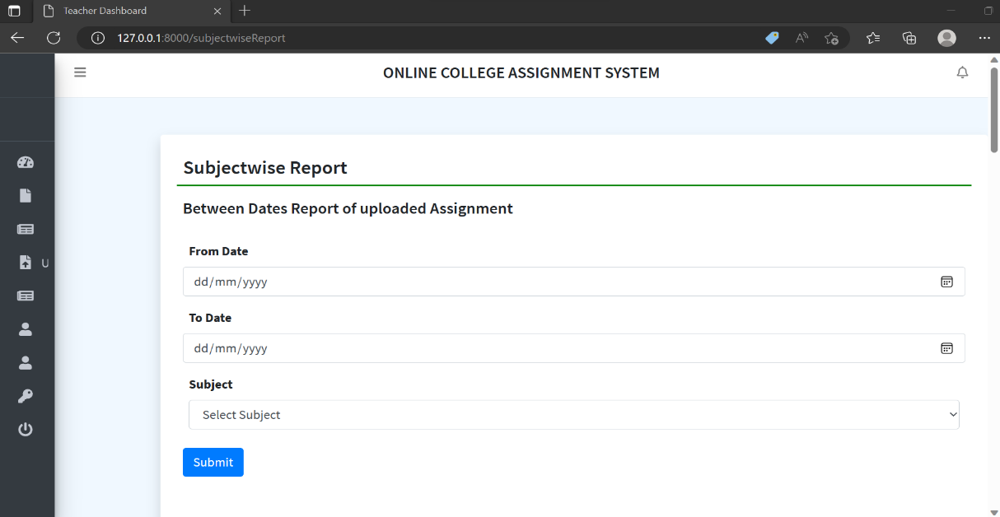 Teacher Dashboard
127.0.0.1:8000/subjectwiseReport
ONLINE COLLEGE ASSIGNMENT SYSTEM
Subjectwise Report
Between Dates Report of uploaded Assignment
From Date
dd/mm/yyyy
To Date
dd/mm/yyyy
U
Subject
Select Subject
Submit